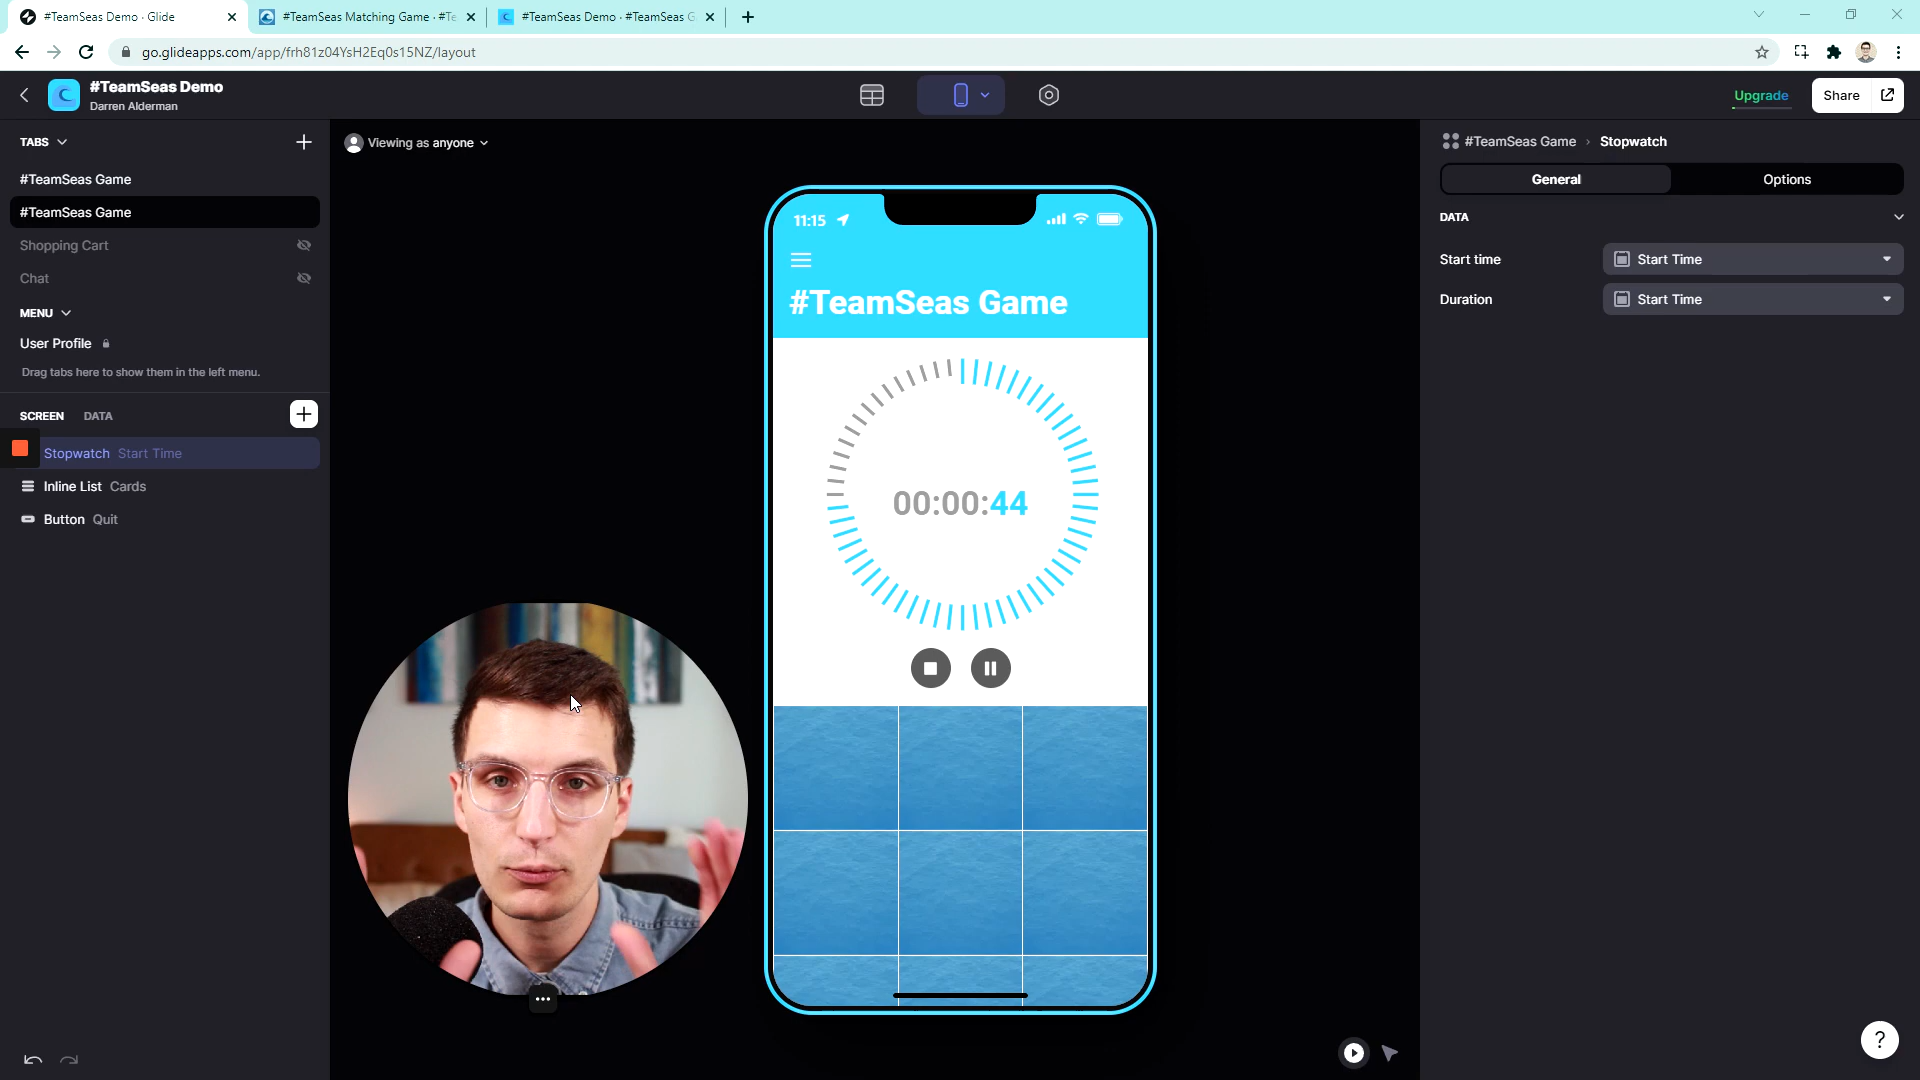 #TeamSeas Demo · Glide
#TeamSeas Matching Game · #Te
#TeamSeas Demo · #TeamSeas G
go.glideapps.com/app/frh81z04YsH2Eq0s15NZ/layout
#TeamSeas Demo
Darren Alderman
Upgrade
Share
TABS
Viewing as anyone
#TeamSeas Game › Stopwatch
#TeamSeas Game
General
Options
#TeamSeas Game
DATA
Shopping Cart
Start time
Start Time
Chat
Duration
Start Time
MENU
User Profile
Drag tabs here to show them in the left menu.
SCREEN
DATA
Stopwatch Start Time
Inline List Cards
Button Quit
11:15
#TeamSeas Game
00:00:44
?